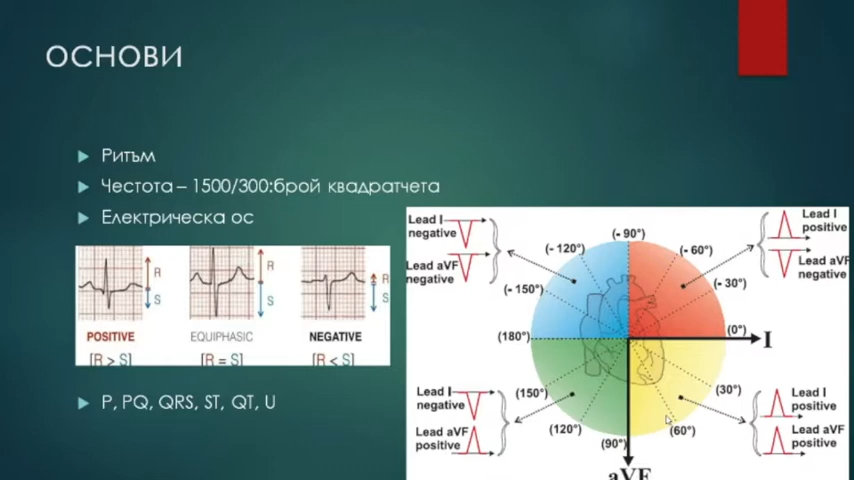 ОСНОВИ
Ритъм
Честота – 1500/300:брой квадратчета
Електрическа ос
R
S
R
S
R
S
POSITIVE
EQUIPHASIC
NEGATIVE
[R > S]
[R = S]
[R < S]
P, PQ, QRS, ST, QT, U
Lead I
negative
Lead aVF
negative
Lead I
positive
Lead aVF
negative
(- 90°)
(- 120°)
(- 60°)
(- 150°)
(- 30°)
(180°)
(0°)
I
(150°)
(30°)
(120°)
(60°)
(90°)
aVF
Lead I
negative
Lead aVF
positive
Lead I
positive
Lead aVF
positive